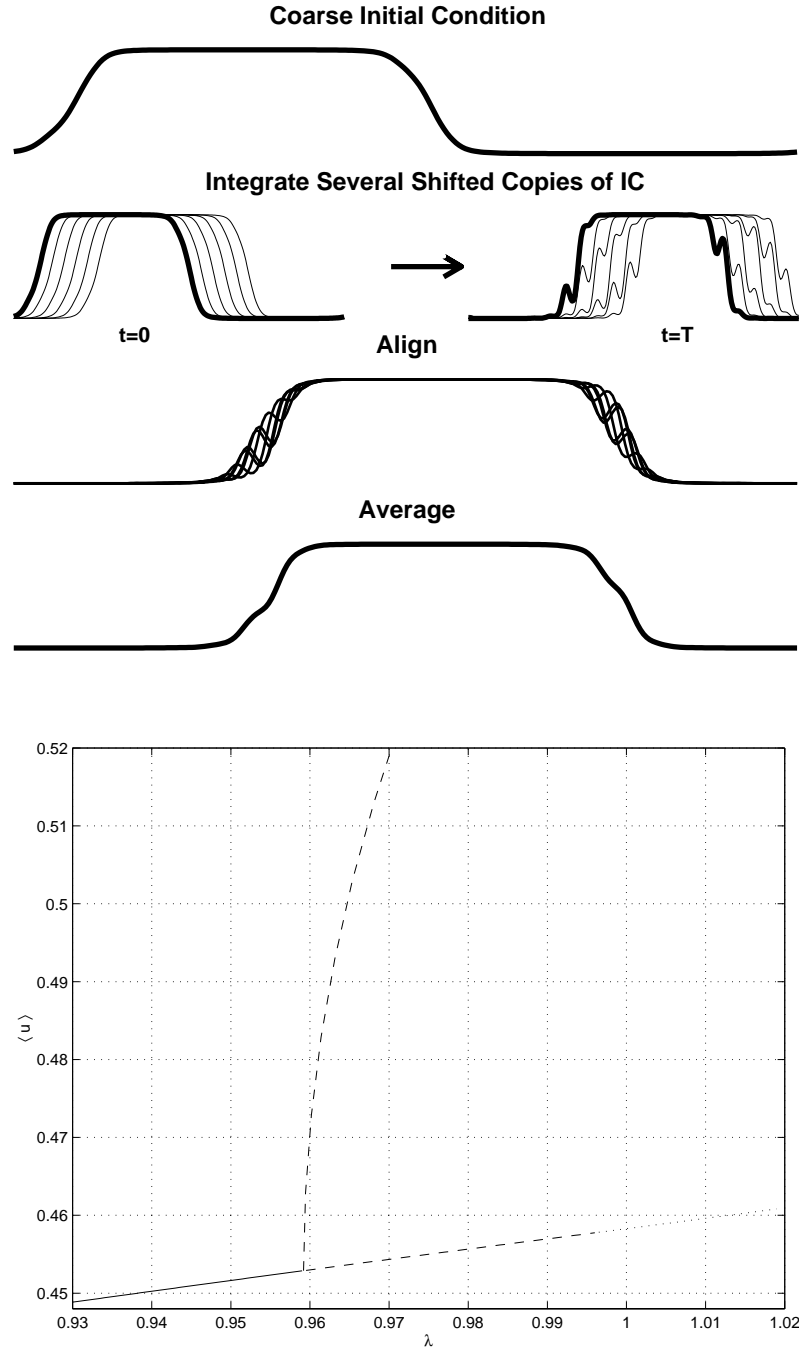 Coarse Initial Condition
Integrate Several Shifted Copies of IC
t=0
t=T
Align
Average
0.52
0.51
0.5
0.49
0.48
0.47
0.46
0.45
⟨ u ⟩
0.93 0.94 0.95 0.96 0.97 0.98 0.99 1 1.01 1.02
λ